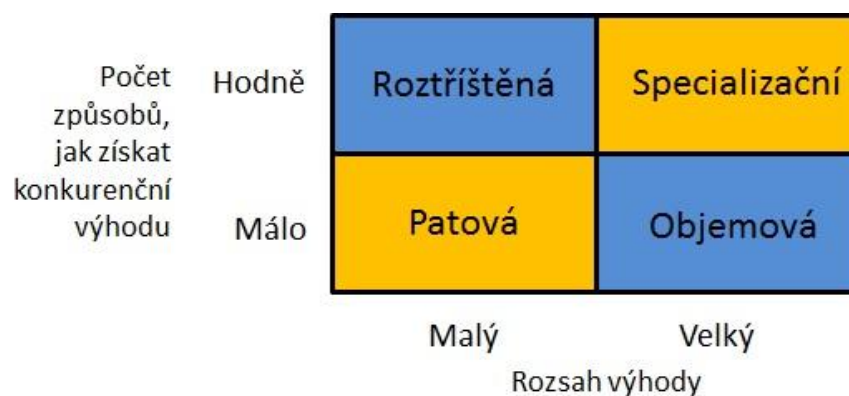 Počet
způsobů,
jak získat
konkurenční
výhodu
Hodně
Roztříštěná
Specializační
Málo
Patová
Objemová
Malý
Velký
Rozsah výhody